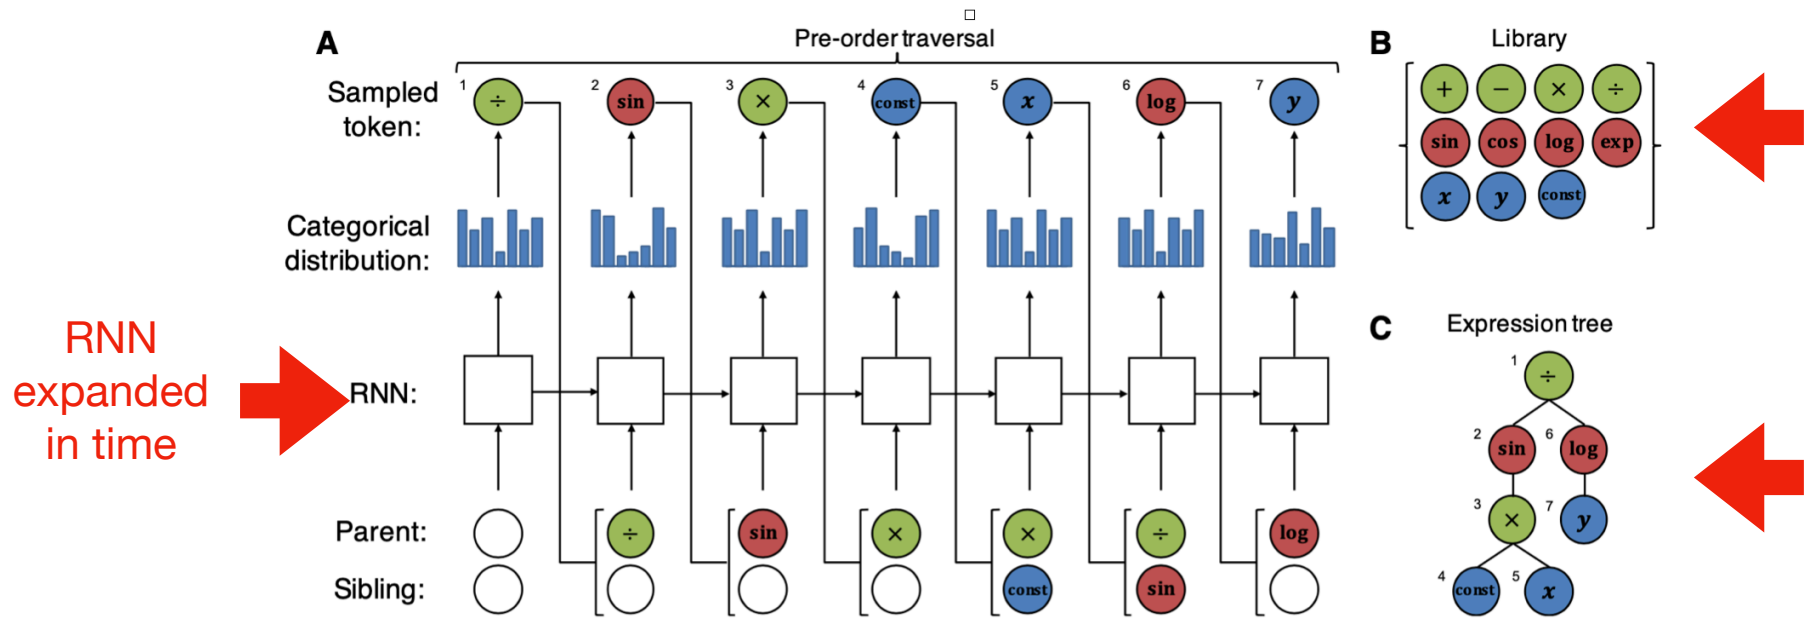 A
Pre-order traversal
Sampled
token:
1 ÷ 2 sin 3 × 4 const 5 x 6 log 7 y
Categorical
distribution:
RNN
expanded
in time
RNN:
Parent: ÷ sin × × ÷ log
Sibling: const sin
B
Library
+ − × ÷
sin cos log exp
x y const
C
Expression tree
1 ÷
2 sin 6 log
3 × 7 y
4 const 5 x